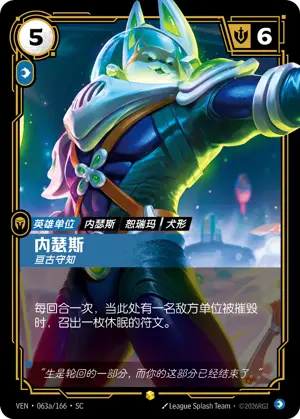 5
6
英雄单位 内瑟斯 恕瑞玛 犬形
内瑟斯
亘古守知
每回合一次，当此处有一名敌方单位被摧毁
时，召出一枚休眠的符文。
“生是轮回的一部分，而你的这部分已经结束了。”
VEN • 063a/166 • SC
League Splash Team • ©2026RGI